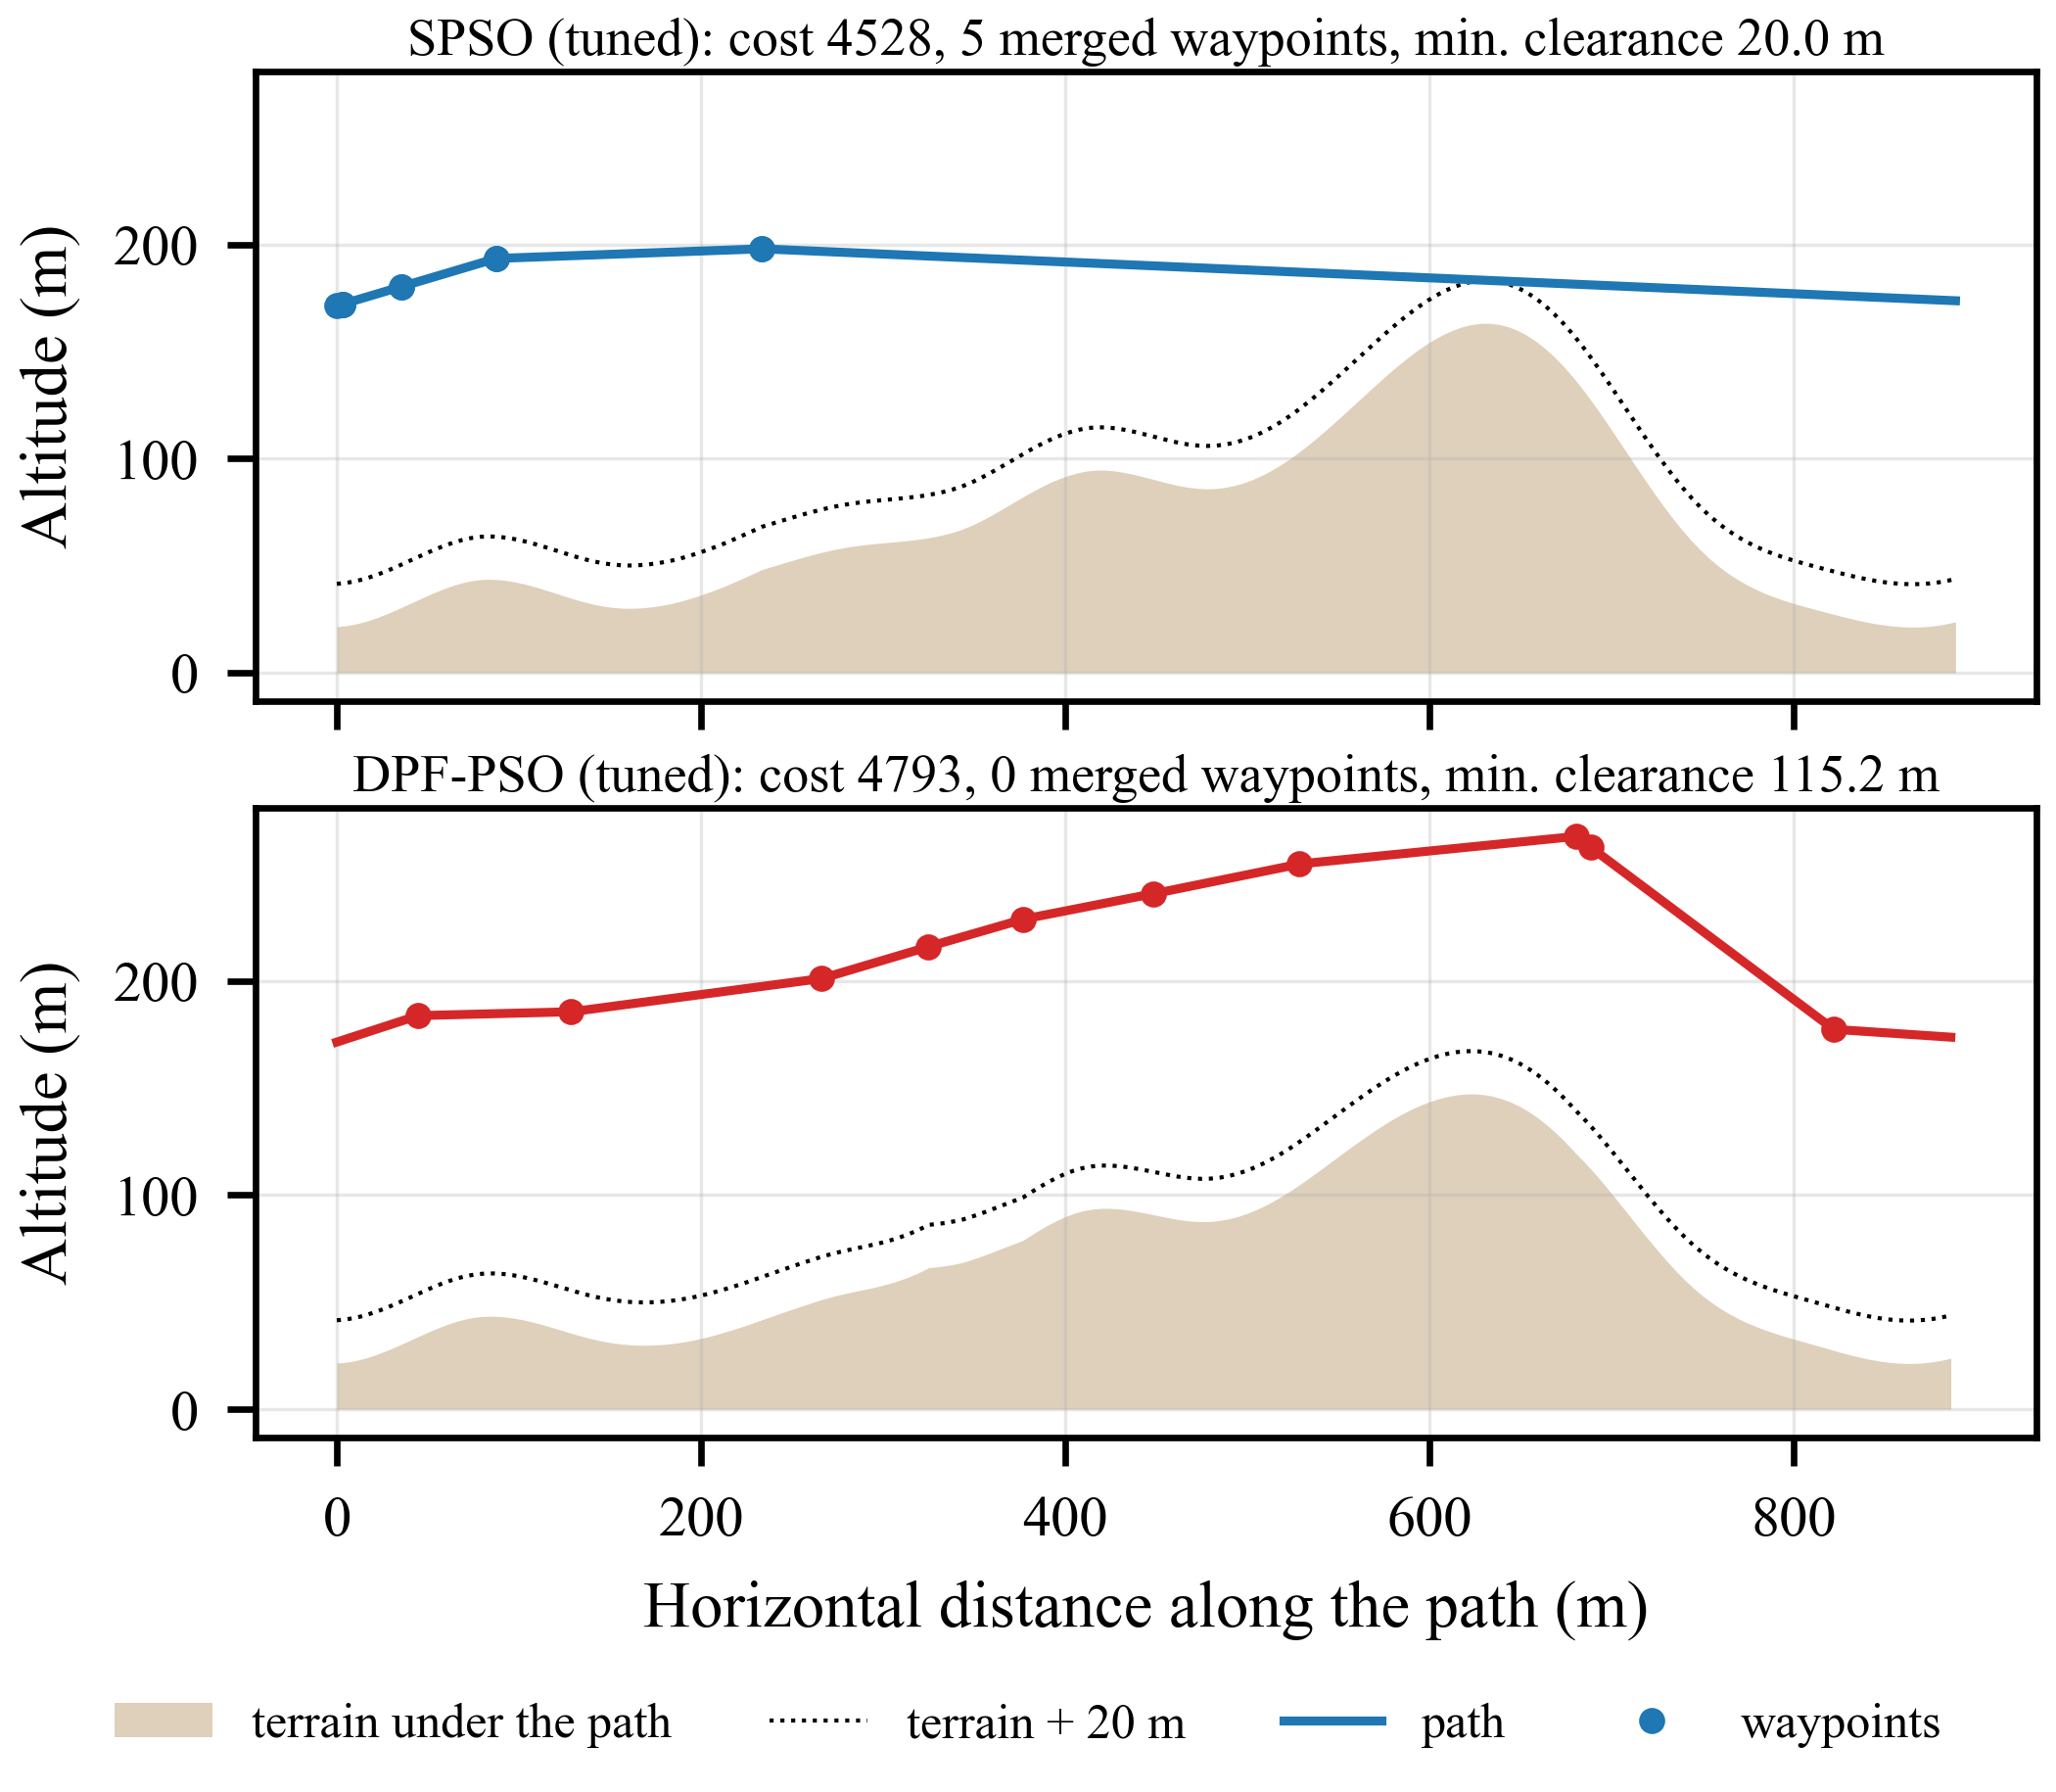 SPSO (tuned): cost 4528, 5 merged waypoints, min. clearance 20.0 m
Altitude (m)
200
100
0
DPF-PSO (tuned): cost 4793, 0 merged waypoints, min. clearance 115.2 m
Altitude (m)
200
100
0
0 200 400 600 800
Horizontal distance along the path (m)
terrain under the path terrain + 20 m path waypoints